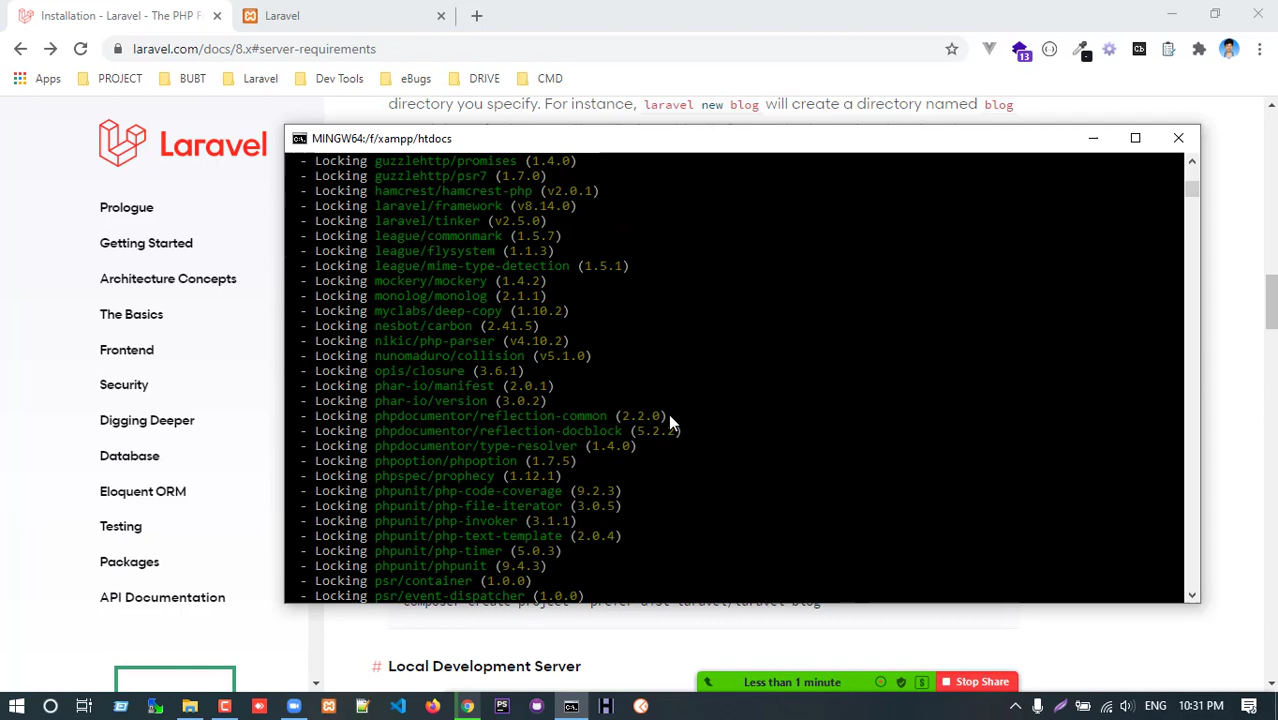 Installation - Laravel - The PHP F
Laravel
laravel.com/docs/8.x#server-requirements
13
Cb
Apps PROJECT BUBT Laravel Dev Tools eBugs DRIVE CMD
directory you specify. For instance, laravel new blog will create a directory named blog
Laravel
Prologue
Getting Started
Architecture Concepts
The Basics
Frontend
Security
Digging Deeper
Database
Eloquent ORM
Testing
Packages
API Documentation
MINGW64:/f/xampp/htdocs
- Locking guzzlehttp/promises (1.4.0)
- Locking guzzlehttp/psr7 (1.7.0)
- Locking hamcrest/hamcrest-php (v2.0.1)
- Locking laravel/framework (v8.14.0)
- Locking laravel/tinker (v2.5.0)
- Locking league/commonmark (1.5.7)
- Locking league/flysystem (1.1.3)
- Locking league/mime-type-detection (1.5.1)
- Locking mockery/mockery (1.4.2)
- Locking monolog/monolog (2.1.1)
- Locking myclabs/deep-copy (1.10.2)
- Locking nesbot/carbon (2.41.5)
- Locking nikic/php-parser (v4.10.2)
- Locking nunomaduro/collision (v5.1.0)
- Locking opis/closure (3.6.1)
- Locking phar-io/manifest (2.0.1)
- Locking phar-io/version (3.0.2)
- Locking phpdocumentor/reflection-common (2.2.0)
- Locking phpdocumentor/reflection-docblock (5.2.2)
- Locking phpdocumentor/type-resolver (1.4.0)
- Locking phpoption/phpoption (1.7.5)
- Locking phpspec/prophecy (1.12.1)
- Locking phpunit/php-code-coverage (9.2.3)
- Locking phpunit/php-file-iterator (3.0.5)
- Locking phpunit/php-invoker (3.1.1)
- Locking phpunit/php-text-template (2.0.4)
- Locking phpunit/php-timer (5.0.3)
- Locking phpunit/phpunit (9.4.3)
- Locking psr/container (1.0.0)
- Locking psr/event-dispatcher (1.0.0)
# Local Development Server
Less than 1 minute
Stop Share
PS
ENG 10:31 PM